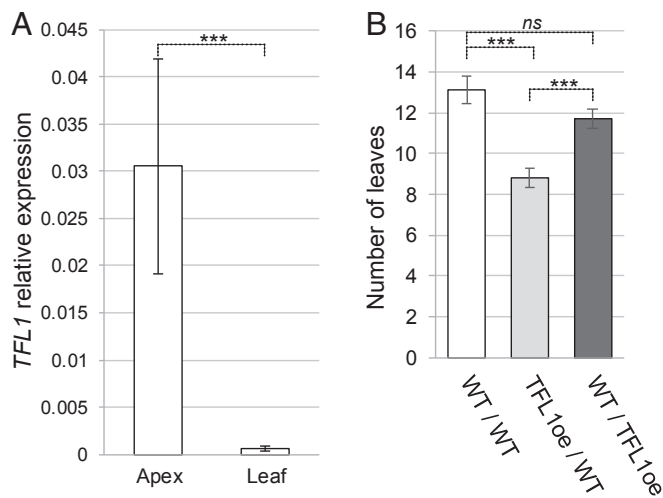 A
TFL1 relative expression
0.045
0.04
0.035
0.03
0.025
0.02
0.015
0.01
0.005
0
***
Apex
Leaf
B
Number of leaves
16
14
12
10
8
6
4
2
0
ns
***
***
WT / WT
TFL1oe / WT
WT / TFL1oe